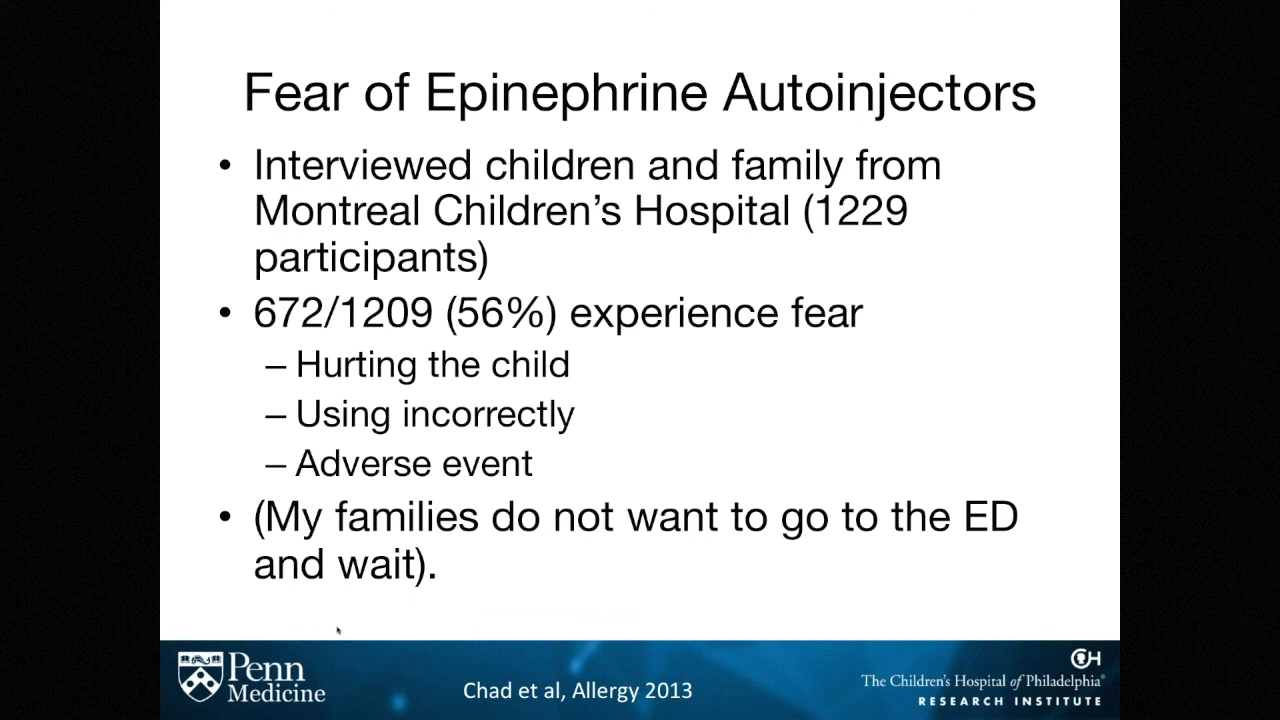 Fear of Epinephrine Autoinjectors
• Interviewed children and family from
Montreal Children’s Hospital (1229
participants)
• 672/1209 (56%) experience fear
– Hurting the child
– Using incorrectly
– Adverse event
• (My families do not want to go to the ED
and wait).
Penn
Medicine
Chad et al, Allergy 2013
The Children's Hospital of Philadelphia®
RESEARCH INSTITUTE